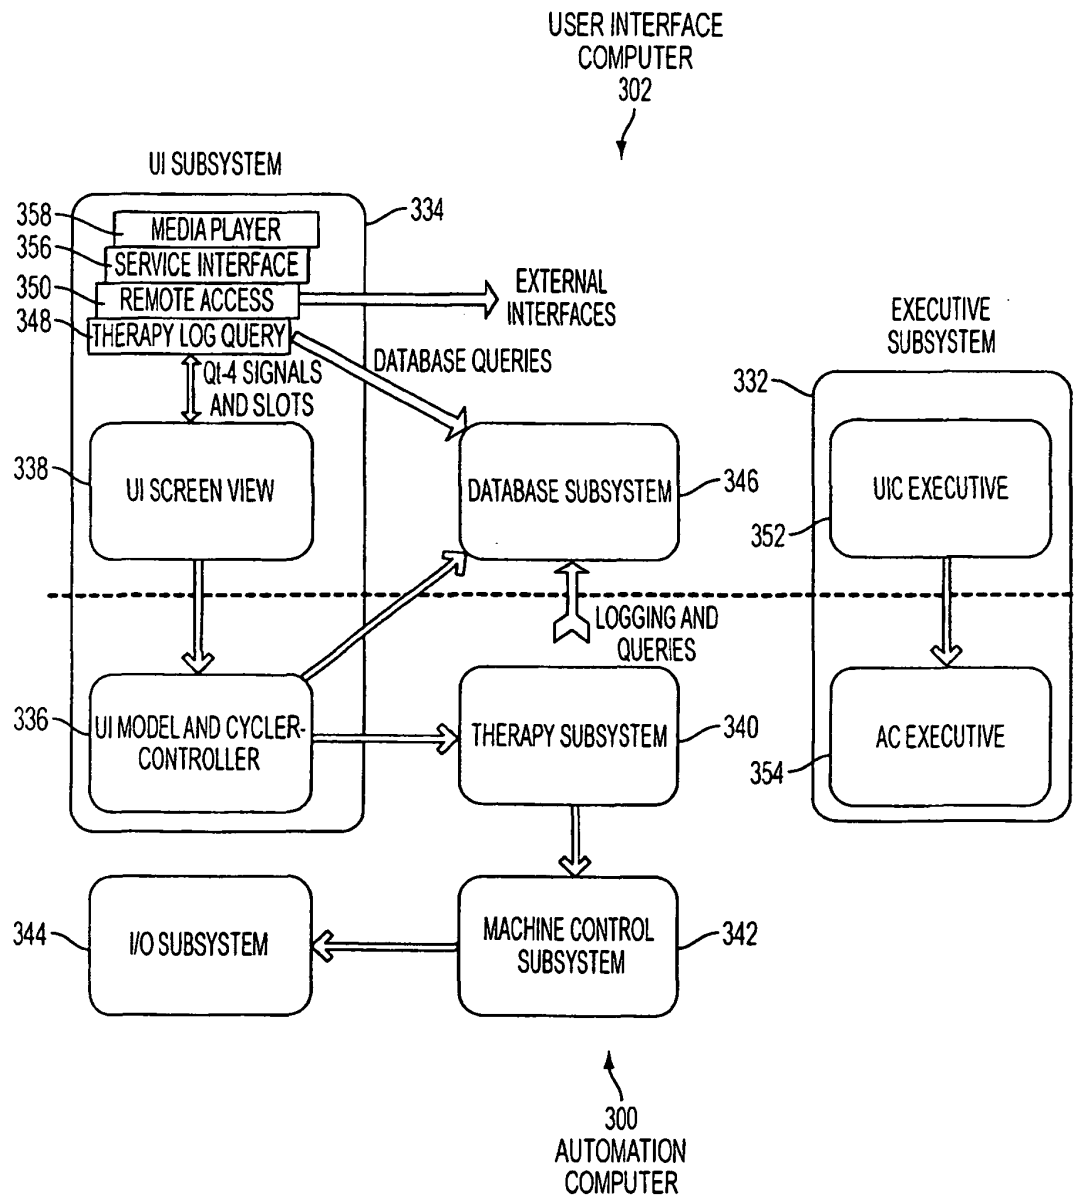 USER INTERFACE
COMPUTER
302
UI SUBSYSTEM
334
358
MEDIA PLAYER
356
SERVICE INTERFACE
350
REMOTE ACCESS
348
THERAPY LOG QUERY
EXTERNAL
INTERFACES
DATABASE QUERIES
Qt-4 SIGNALS
AND SLOTS
EXECUTIVE
SUBSYSTEM
332
338
UI SCREEN VIEW
DATABASE SUBSYSTEM
346
UIC EXECUTIVE
352
LOGGING AND
QUERIES
336
UI MODEL AND CYCLER-
CONTROLLER
THERAPY SUBSYSTEM
340
AC EXECUTIVE
354
344
I/O SUBSYSTEM
MACHINE CONTROL
SUBSYSTEM
342
300
AUTOMATION
COMPUTER